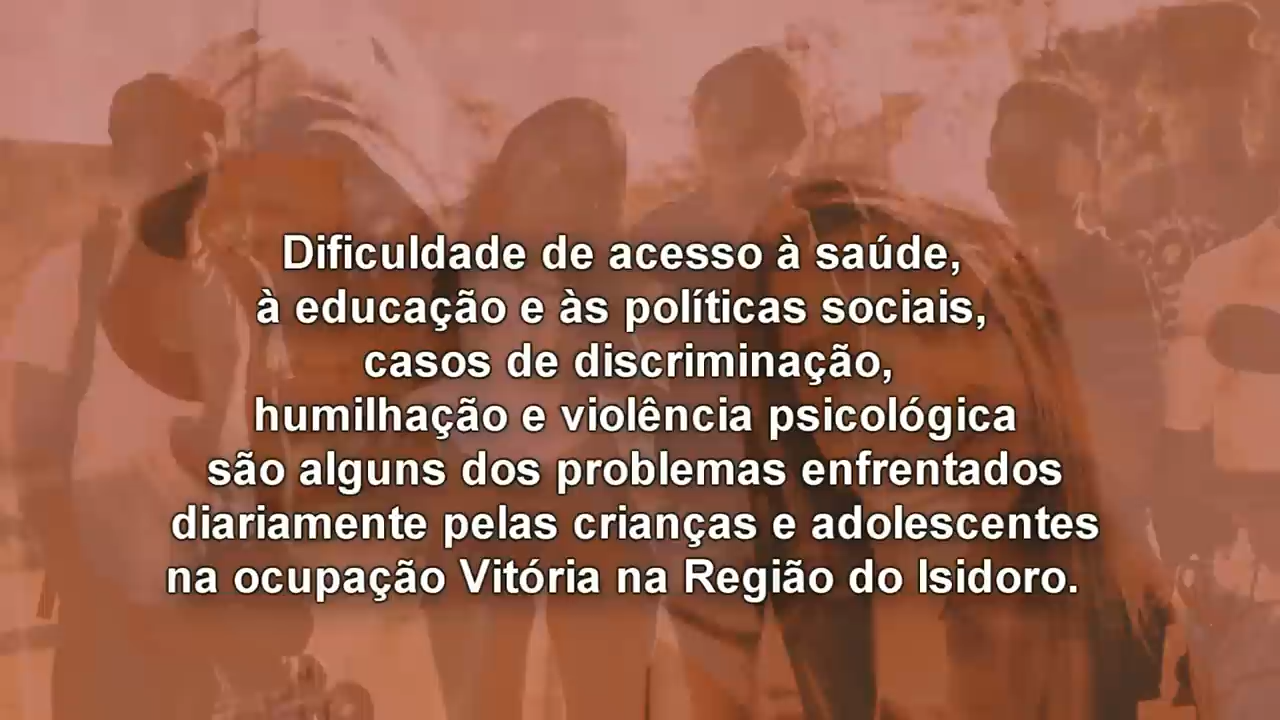 Dificuldade de acesso à saúde,
à educação e às políticas sociais,
casos de discriminação,
humilhação e violência psicológica
são alguns dos problemas enfrentados
diariamente pelas crianças e adolescentes
na ocupação Vitória na Região do Isidoro.